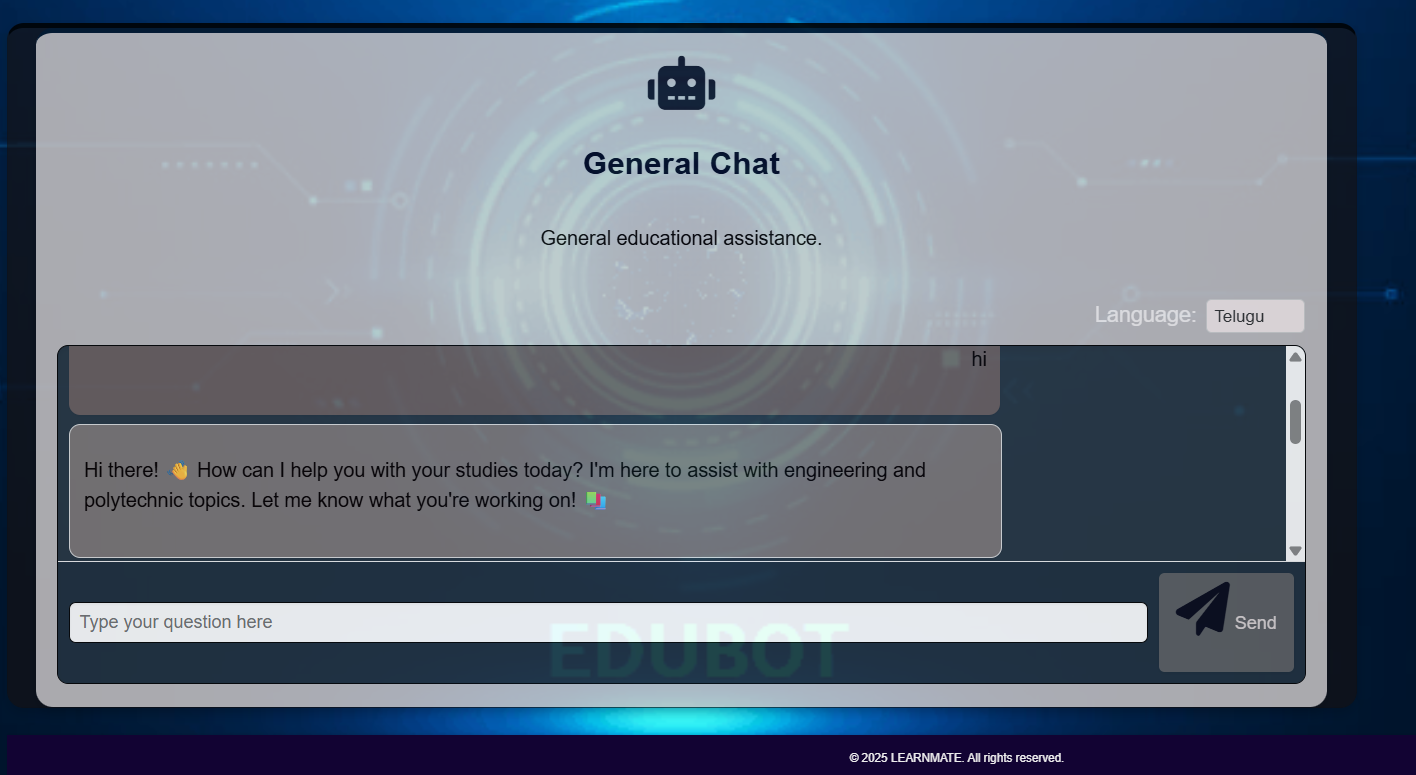 General Chat
General educational assistance.
Language: Telugu
hi
Hi there! 👋 How can I help you with your studies today? I'm here to assist with engineering and
polytechnic topics. Let me know what you're working on!
Type your question here
Send
EDUBOT
© 2025 LEARNMATE. All rights reserved.